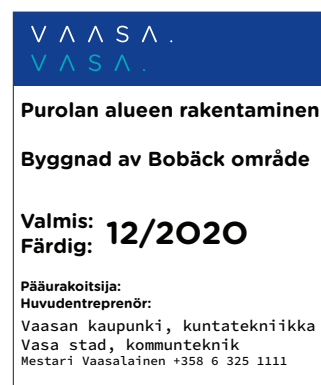 VAASA.
VASA.
Purolan alueen rakentaminen
Byggnad av Bobäck område
Valmis:
Färdig: 12/2020
Pääurakoitsija:
Huvudentreprenör:
Vaasan kaupunki, kuntatekniikka
Vasa stad, kommunteknik
Mestari Vaasalainen +358 6 325 1111